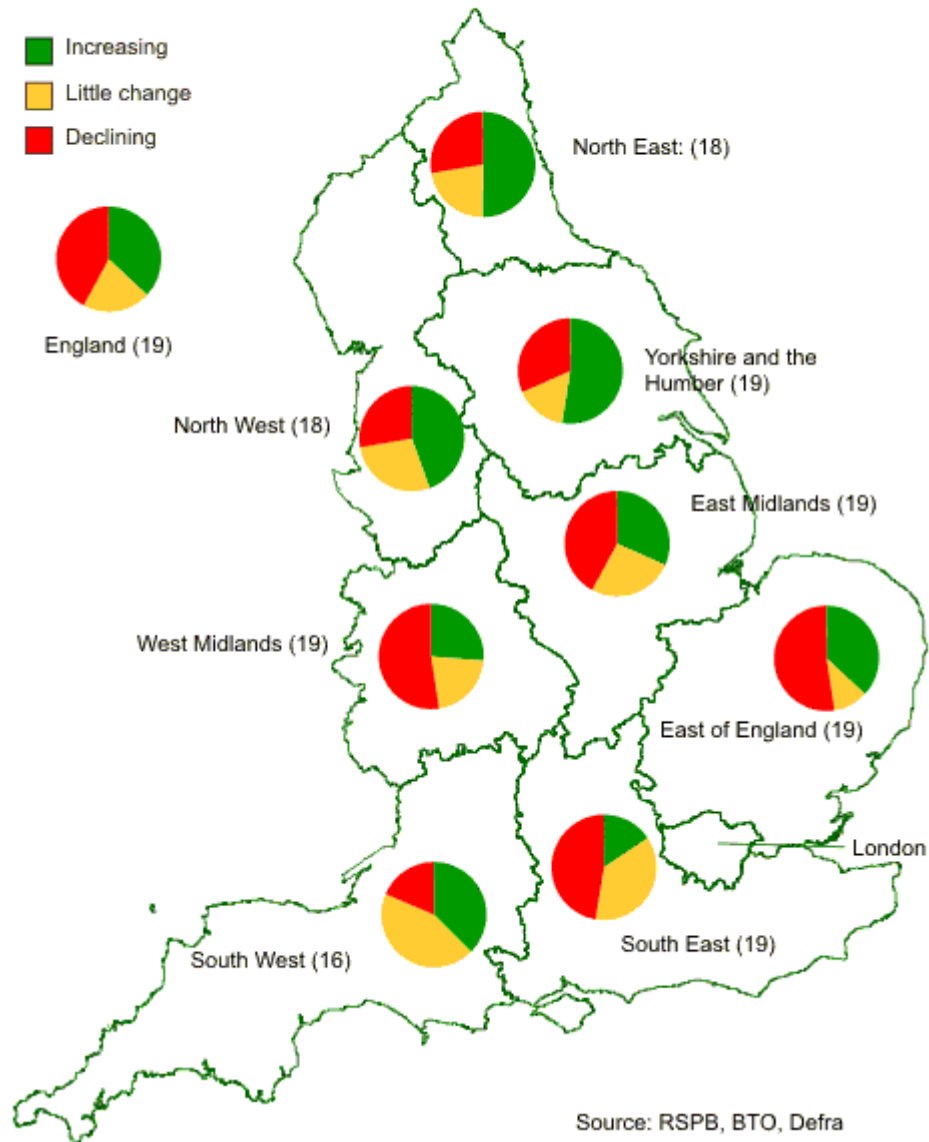 Increasing
Little change
Declining
North East: (18)
England (19)
Yorkshire and the
Humber (19)
North West (18)
East Midlands (19)
West Midlands (19)
East of England (19)
London
South East (19)
South West (16)
Source: RSPB, BTO, Defra